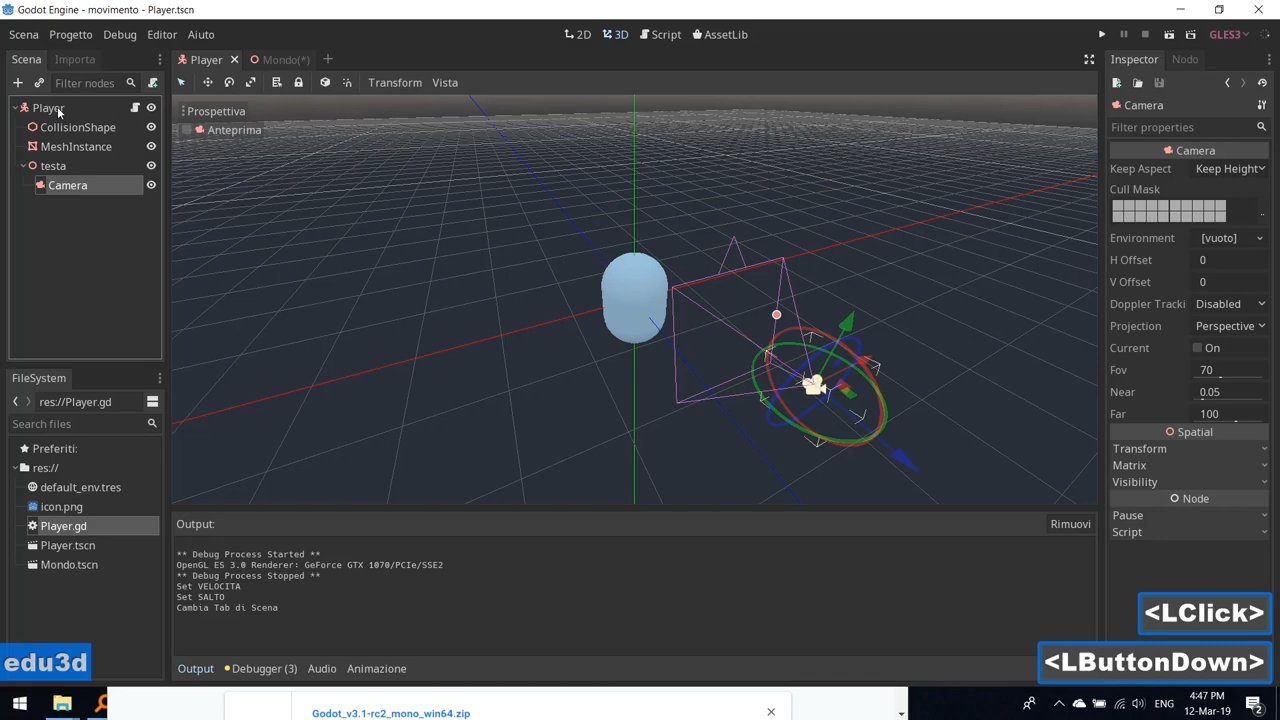 Godot Engine - movimento - Player.tscn
Scena Progetto Debug Editor Aiuto
2D 3D Script AssetLib
GLES3
Scena Importa
Filter nodes
Player
CollisionShape
MeshInstance
testa
Camera
FileSystem
res://Player.gd
Search files
Preferiti:
res://
default_env.tres
icon.png
Player.gd
Player.tscn
Mondo.tscn
edu3d
Player Mondo(*)
Transform Vista
Prospettiva
Anteprima
Output:
Rimuovi
** Debug Process Started **
OpenGL ES 3.0 Renderer: GeForce GTX 1070/PCIe/SSE2
** Debug Process Stopped **
Set VELOCITA
Set SALTO
Cambia Tab di Scena
Output Debugger (3) Audio Animazione
Inspector Nodo
Camera
Filter properties
Camera
Keep Aspect Keep Height
Cull Mask
Environment [vuoto]
H Offset 0
V Offset 0
Doppler Tracki Disabled
Projection Perspective
Current On
Fov 70
Near 0.05
Far 100
Spatial
Transform
Matrix
Visibility
Node
Pause
Script
<LClick>
<LButtonDown>
Godot_v3.1-rc2_mono_win64.zip
ENG
4:47 PM
12-Mar-19
2